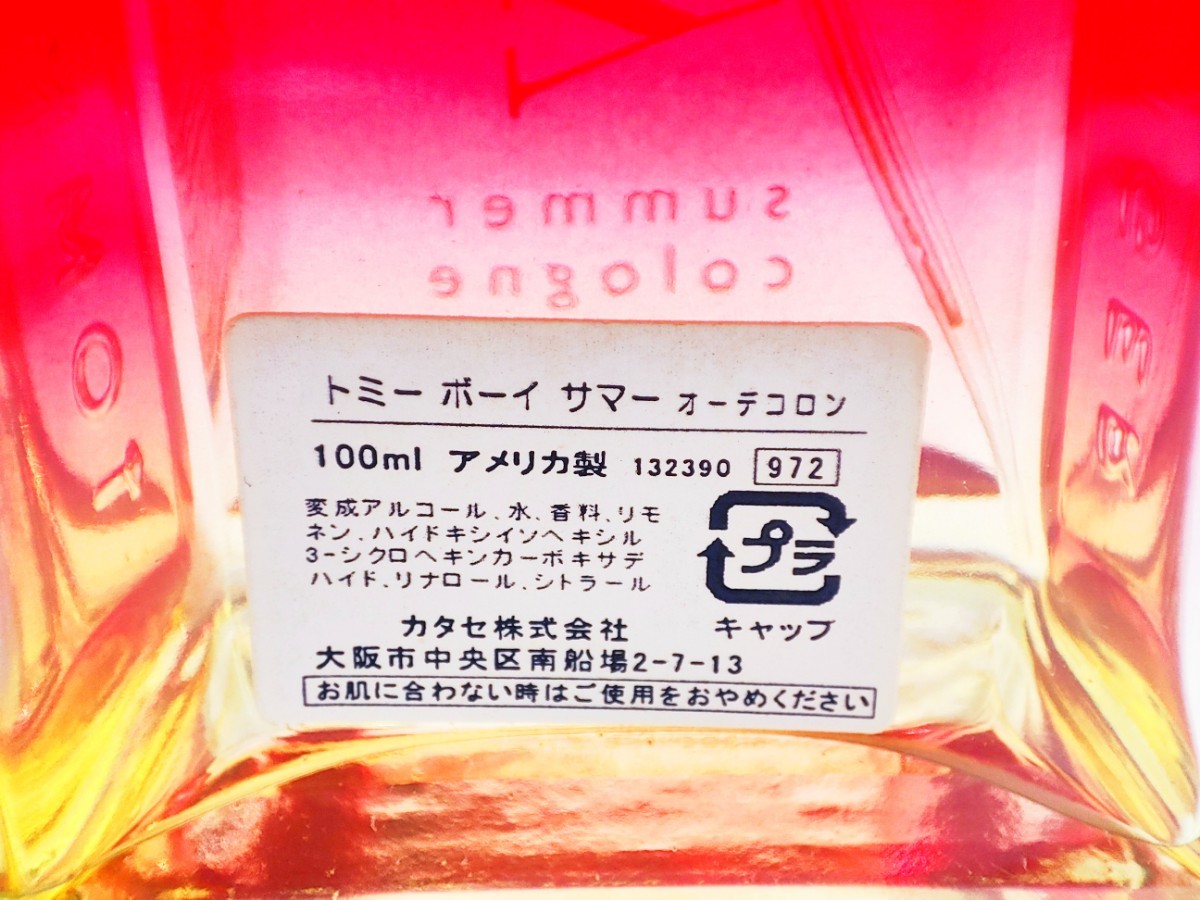 summer
cologne
トミー ボーイ サマー オーデコロン
100ml アメリカ製 132390 972
変成アルコール、水、香料、リモ
ネン、ハイドキシイソヘキシル
3-シクロヘキンカーボキサデ
ハイド、リナロール、シトラール
プラ
カタセ株式会社 キャップ
大阪市中央区南船場2-7-13
お肌に合わない時はご使用をおやめください